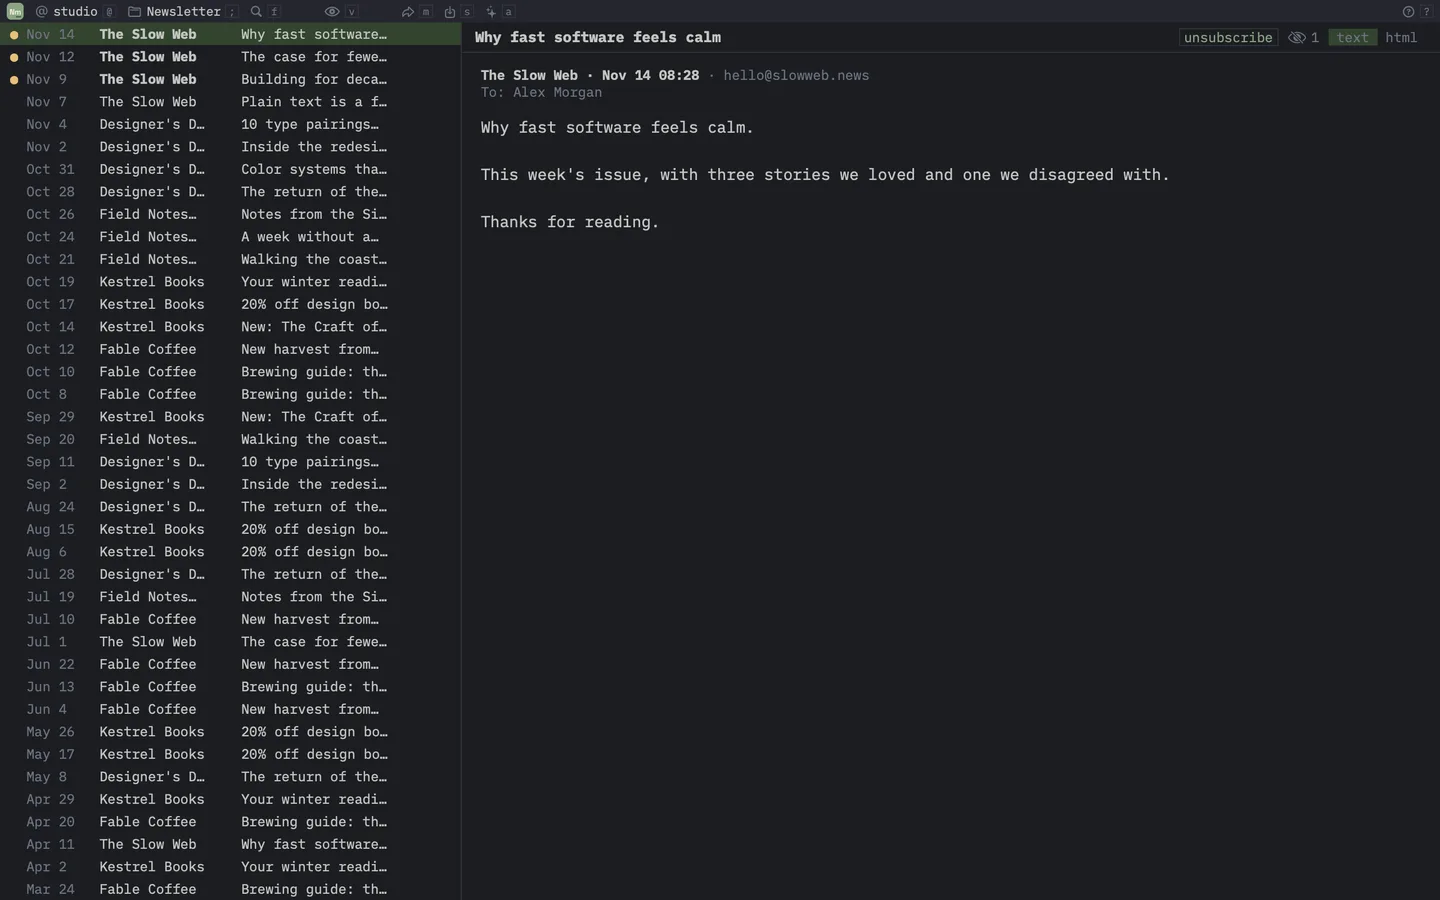 Nm @ studio @ Newsletter ; f v m s a ? ?
Nov 14 The Slow Web Why fast software…
Nov 12 The Slow Web The case for fewe…
Nov 9 The Slow Web Building for deca…
Nov 7 The Slow Web Plain text is a f…
Nov 4 Designer's D… 10 type pairings…
Nov 2 Designer's D… Inside the redesi…
Oct 31 Designer's D… Color systems tha…
Oct 28 Designer's D… The return of the…
Oct 26 Field Notes… Notes from the Si…
Oct 24 Field Notes… A week without a…
Oct 21 Field Notes… Walking the coast…
Oct 19 Kestrel Books Your winter readi…
Oct 17 Kestrel Books 20% off design bo…
Oct 14 Kestrel Books New: The Craft of…
Oct 12 Fable Coffee New harvest from…
Oct 10 Fable Coffee Brewing guide: th…
Oct 8 Fable Coffee Brewing guide: th…
Sep 29 Kestrel Books New: The Craft of…
Sep 20 Field Notes… Walking the coast…
Sep 11 Designer's D… 10 type pairings…
Sep 2 Designer's D… Inside the redesi…
Aug 24 Designer's D… The return of the…
Aug 15 Kestrel Books 20% off design bo…
Aug 6 Kestrel Books 20% off design bo…
Jul 28 Designer's D… The return of the…
Jul 19 Field Notes… Notes from the Si…
Jul 10 Fable Coffee New harvest from…
Jul 1 The Slow Web The case for fewe…
Jun 22 Fable Coffee New harvest from…
Jun 13 Fable Coffee Brewing guide: th…
Jun 4 Fable Coffee New harvest from…
May 26 Kestrel Books 20% off design bo…
May 17 Kestrel Books 20% off design bo…
May 8 Designer's D… The return of the…
Apr 29 Kestrel Books Your winter readi…
Apr 20 Fable Coffee Brewing guide: th…
Apr 11 The Slow Web Why fast software…
Apr 2 Kestrel Books Your winter readi…
Mar 24 Fable Coffee Brewing guide: th…
Why fast software feels calm unsubscribe 1 text html
The Slow Web · Nov 14 08:28 · hello@slowweb.news
To: Alex Morgan
Why fast software feels calm.
This week's issue, with three stories we loved and one we disagreed with.
Thanks for reading.